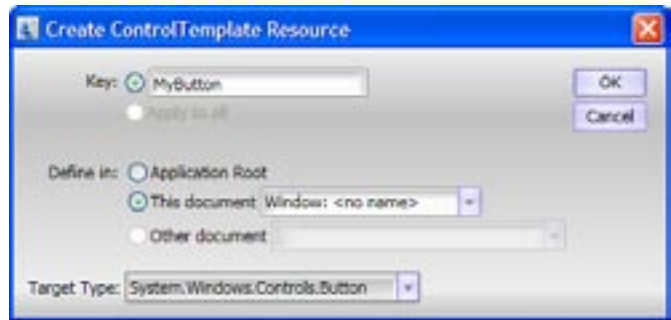 Create ControlTemplate Resource
Key: MyButton
OK
Apply to all
Cancel
Define in: Application Root
This document Window: <no name>
Other document
Target Type: System.Windows.Controls.Button